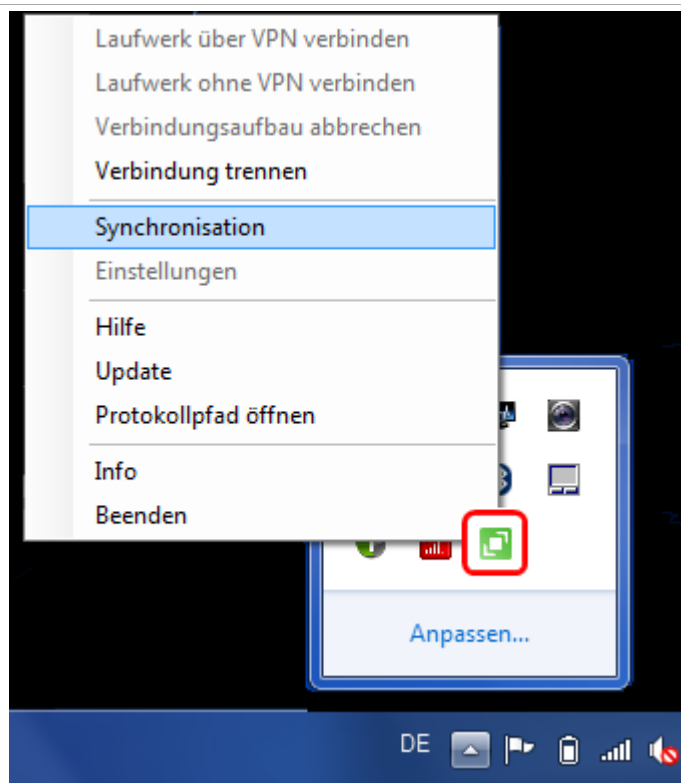 Laufwerk über VPN verbinden
Laufwerk ohne VPN verbinden
Verbindungsaufbau abbrechen
Verbindung trennen
Synchronisation
Einstellungen
Hilfe
Update
Protokollpfad öffnen
Info
Beenden
Anpassen...
DE